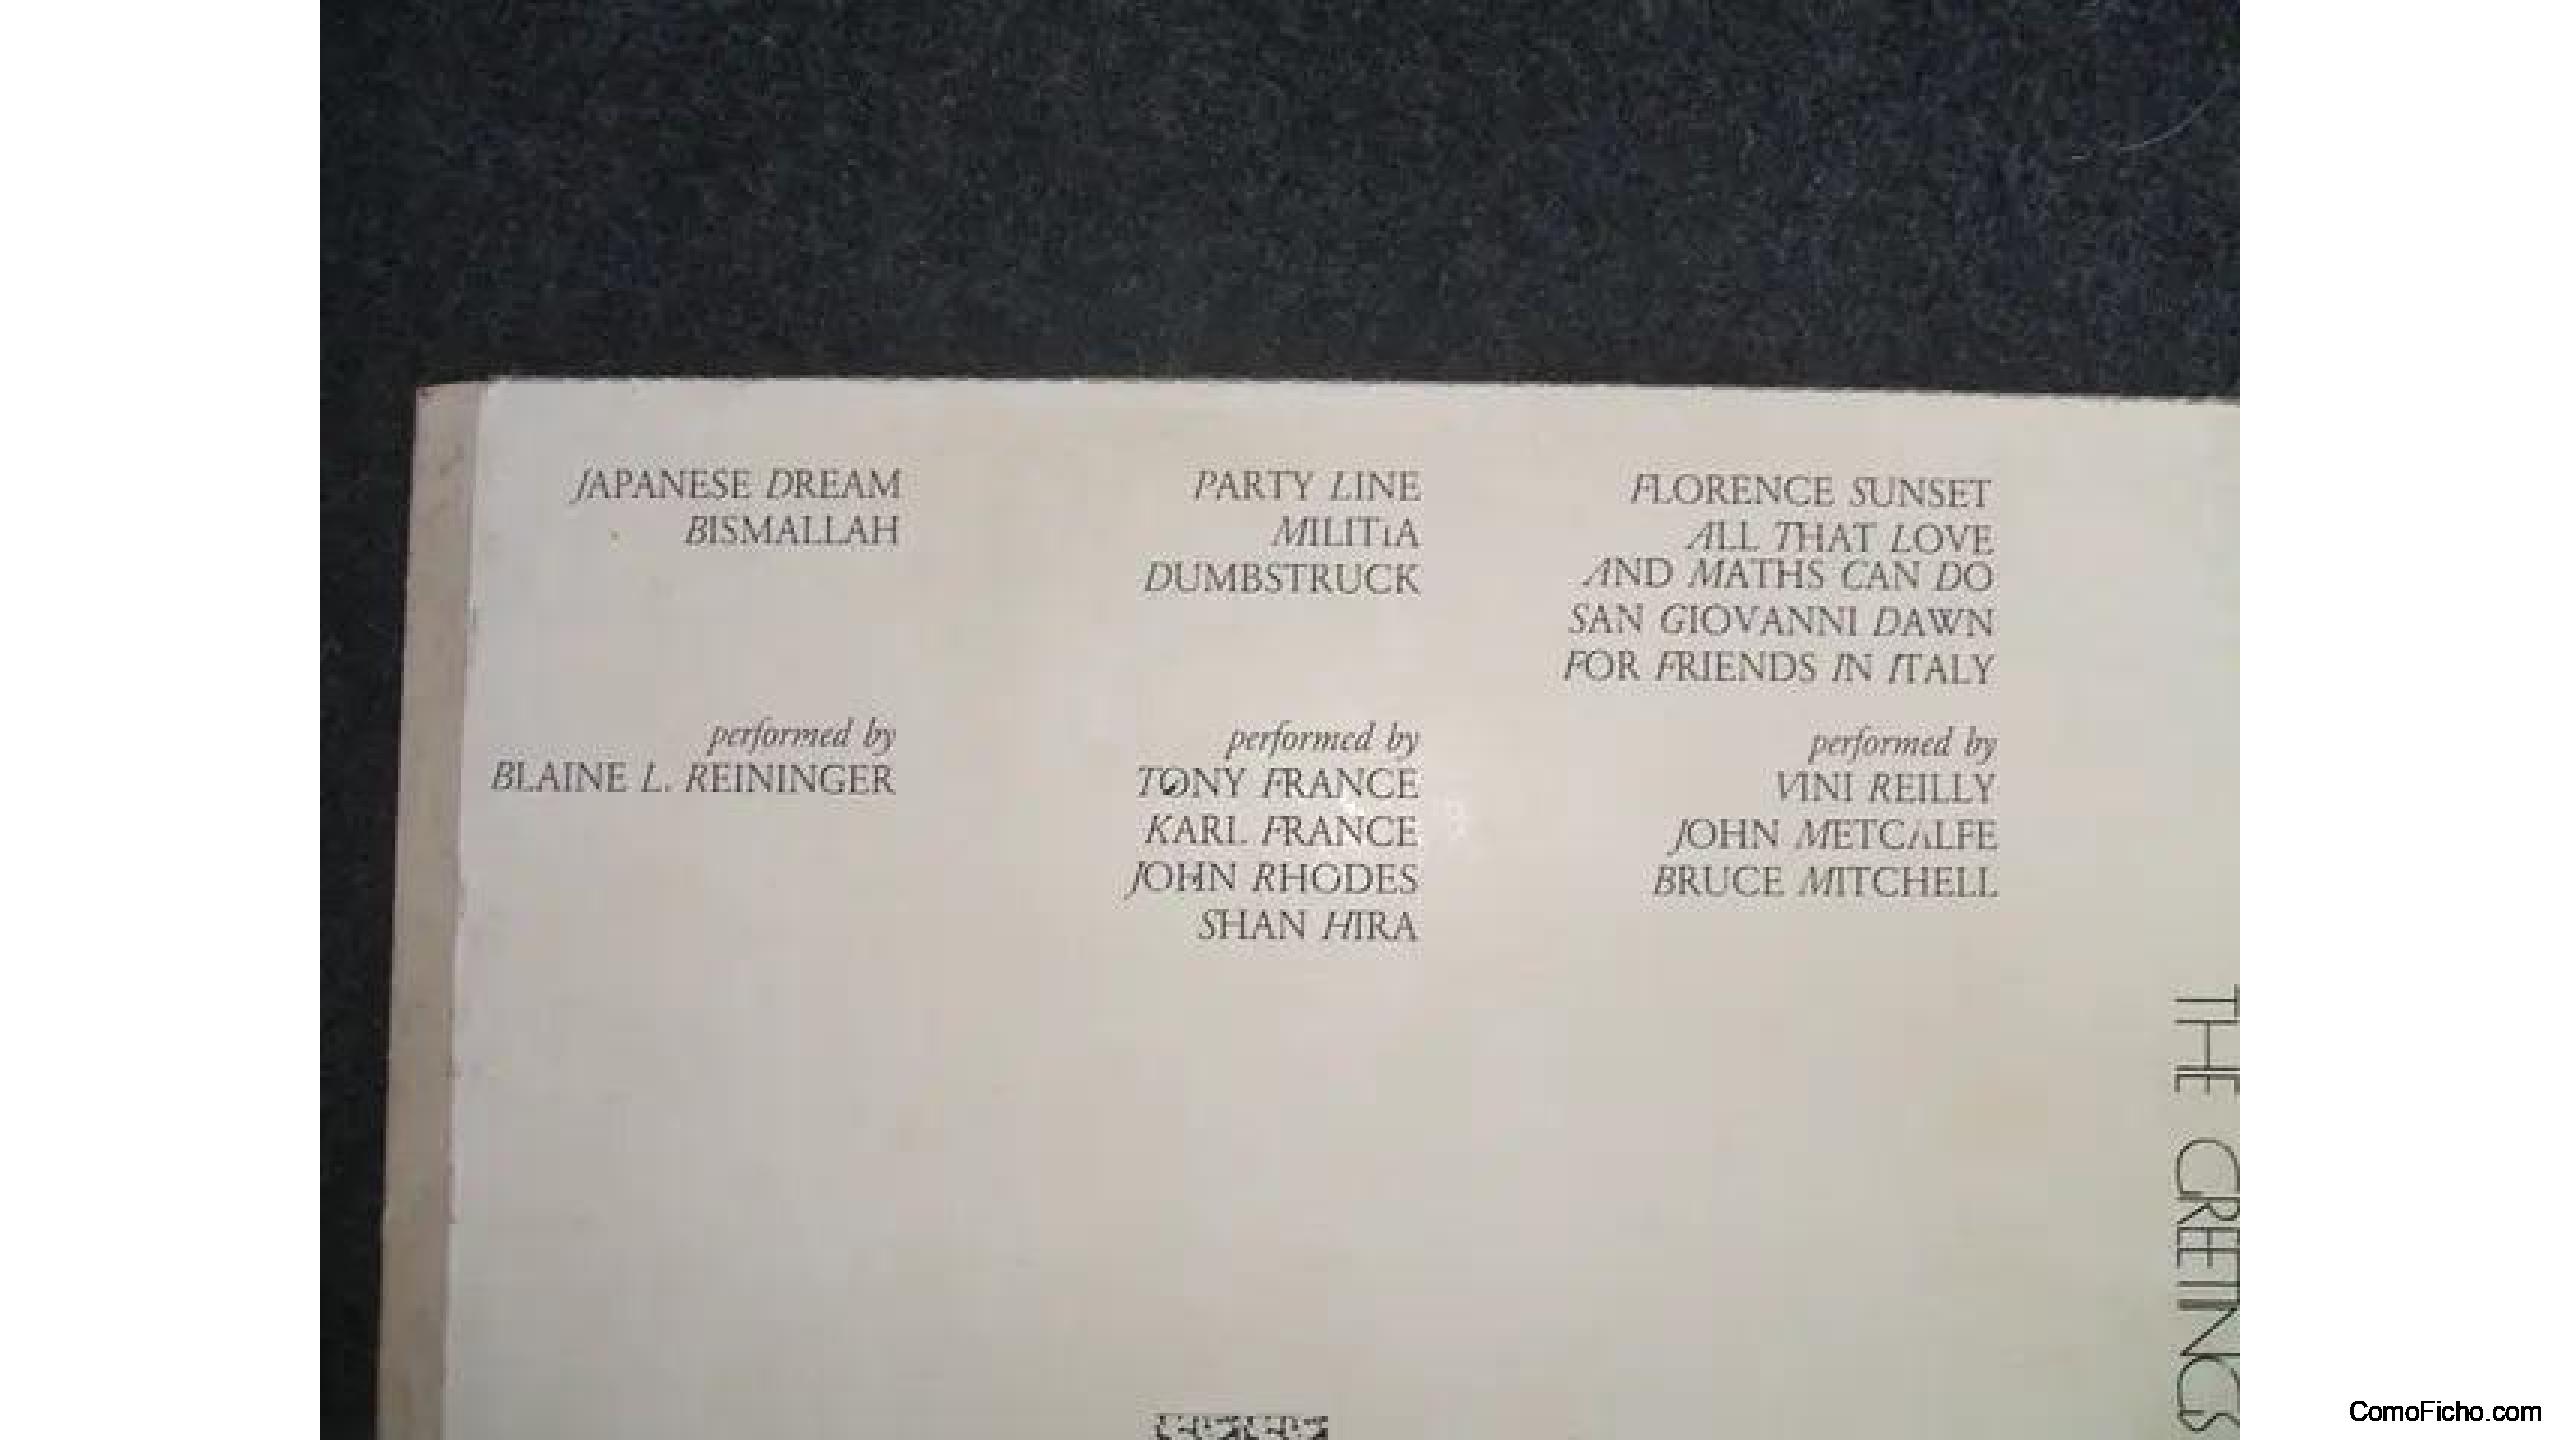 JAPANESE DREAM
BISMALLAH
performed by
BLAINE L. REININGER
PARTY LINE
MILITIA
DUMBSTRUCK
performed by
TONY FRANCE
KARL FRANCE
JOHN RHODES
SHAN HIRA
FLORENCE SUNSET
ALL THAT LOVE
AND MATHS CAN DO
SAN GIOVANNI DAWN
FOR FRIENDS IN ITALY
performed by
VINI REILLY
JOHN METCALFE
BRUCE MITCHELL
THE GREETINGS
ComoFicho.com